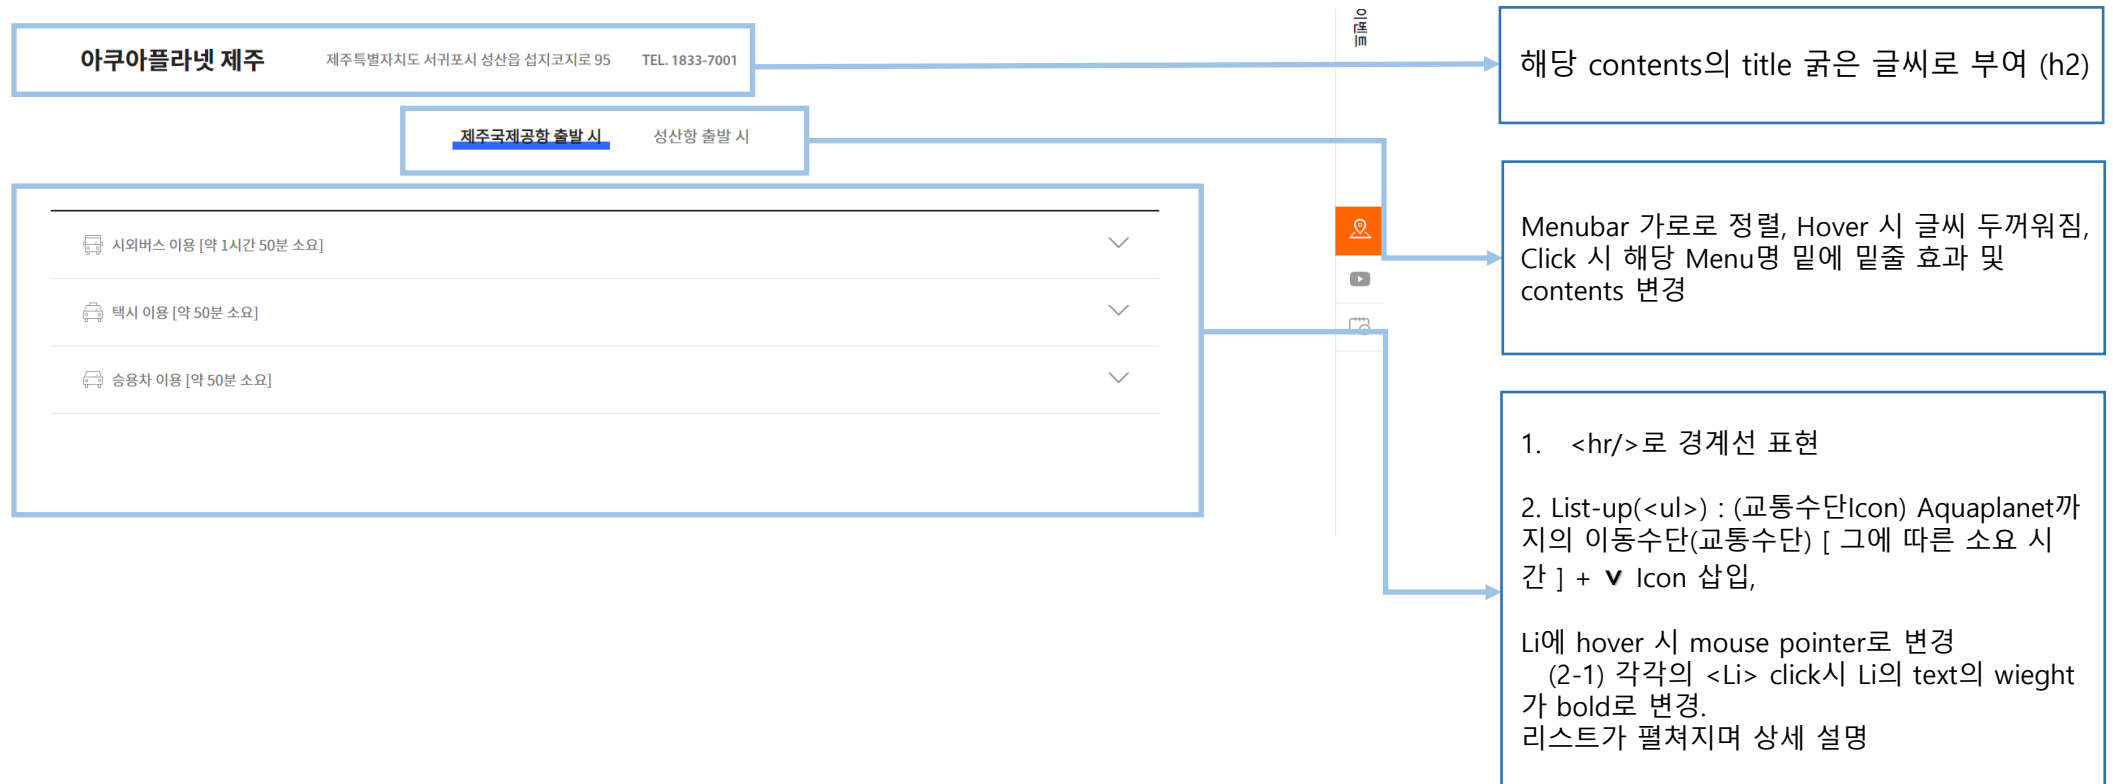 아쿠아플라넷 제주
제주특별자치도 서귀포시 성산읍 섭지코지로 95
TEL. 1833-7001
제주국제공항 출발 시
성산항 출발 시
시외버스 이용 [약 1시간 50분 소요]
택시 이용 [약 50분 소요]
승용차 이용 [약 50분 소요]
이벤트
해당 contents의 title 굵은 글씨로 부여 (h2)
Menubar 가로로 정렬, Hover 시 글씨 두꺼워짐,
Click 시 해당 Menu명 밑에 밑줄 효과 및
contents 변경
1. <hr/>로 경계선 표현
2. List-up(<ul>) : (교통수단Icon) Aquaplanet까
지의 이동수단(교통수단) [ 그에 따른 소요 시
간 ] + v Icon 삽입,
Li에 hover 시 mouse pointer로 변경
(2-1) 각각의 <Li> click시 Li의 text의 wieght
가 bold로 변경.
리스트가 펼쳐지며 상세 설명